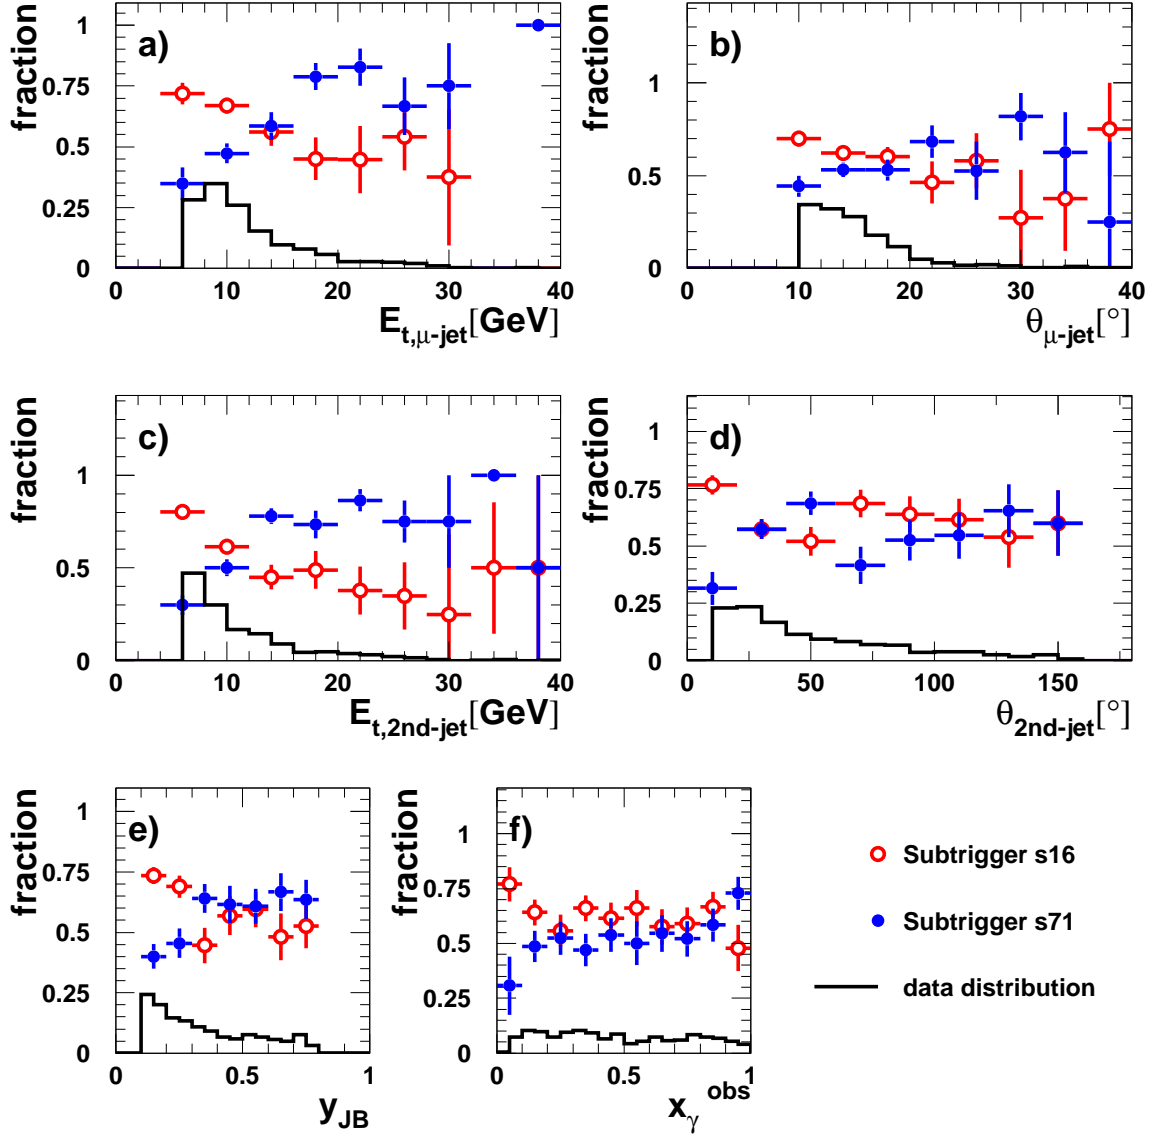 fraction
a)
1
0.75
0.5
0.25
0
0 10 20 30 40
E t,μ-jet [GeV]
fraction
b)
1
0.5
0
0 10 20 30 40
θ μ-jet [°]
fraction
c)
1
0.5
0
0 10 20 30 40
E t,2nd-jet [GeV]
fraction
d)
1
0.75
0.5
0.25
0
0 50 100 150
θ 2nd-jet [°]
fraction
e)
1
0.75
0.5
0.25
0
0 0.5 1
y JB
fraction
f)
1
0.75
0.5
0.25
0
0 0.5 1
x γ obs
Subtrigger s16
Subtrigger s71
data distribution